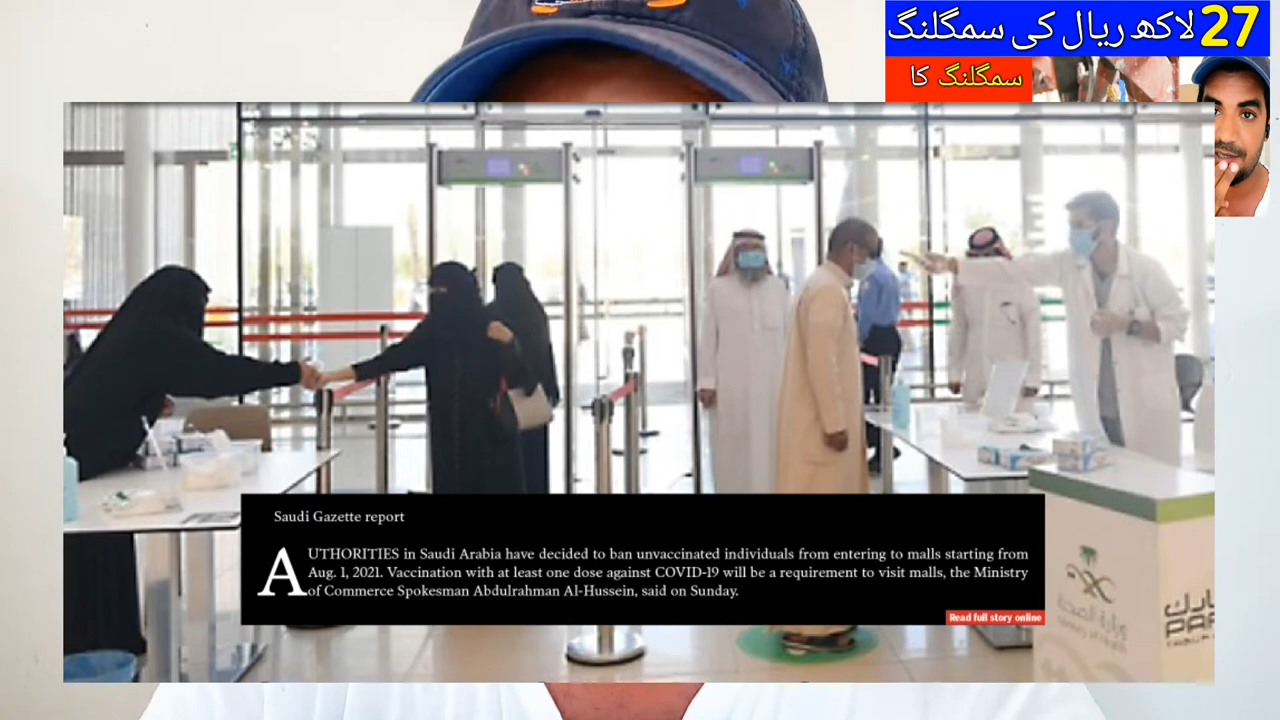 27 لاکھ ریال کی سمگلنگ
سمگلنگ کا
Saudi Gazette report
AUTHORITIES in Saudi Arabia have decided to ban unvaccinated individuals from entering to malls starting from
Aug. 1, 2021. Vaccination with at least one dose against COVID-19 will be a requirement to visit malls, the Ministry
of Commerce Spokesman Abdulrahman Al-Hussein, said on Sunday.
Read full story online
وزارة الصحة